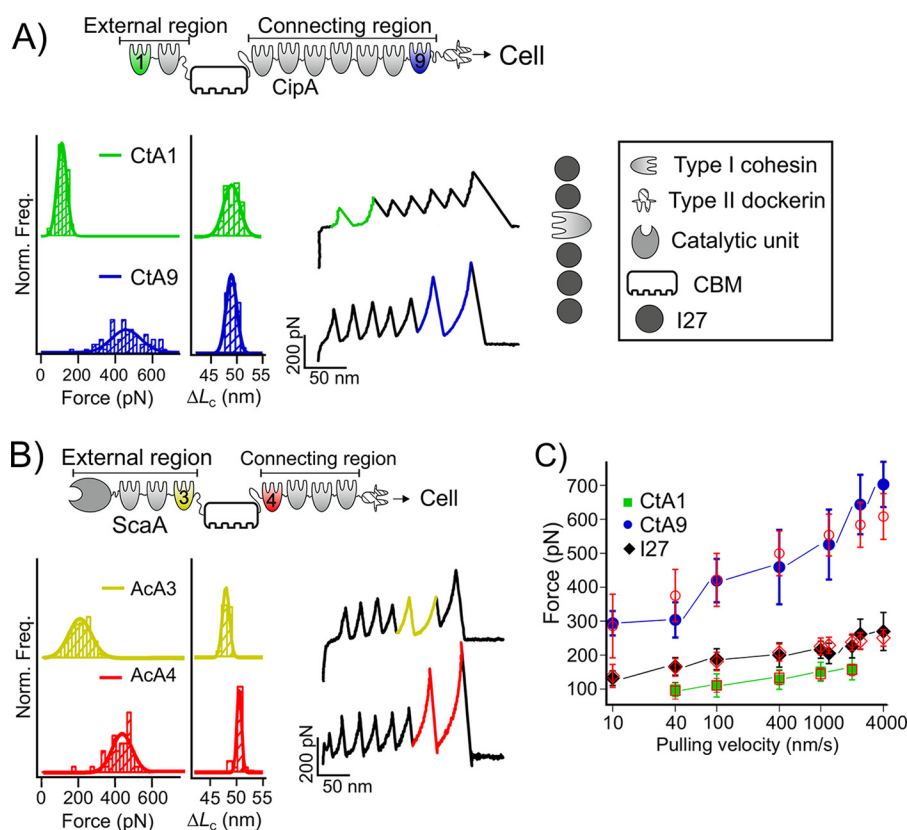 A)
External region
Connecting region
1
9
Cell
CipA
CtA1
CtA9
Norm. Freq.
0 200 400 600
Force (pN)
45 50 55
ΔLc (nm)
200 pN
50 nm
Type I cohesin
Type II dockerin
Catalytic unit
CBM
I27
B)
External region
Connecting region
3
4
Cell
ScaA
AcA3
AcA4
Norm. Freq.
0 200 400 600
Force (pN)
45 50 55
ΔLc (nm)
200 pN
50 nm
C)
CtA1
CtA9
I27
Force (pN)
700
600
500
400
300
200
100
10 40 100 400 1000 4000
Pulling velocity (nm/s)